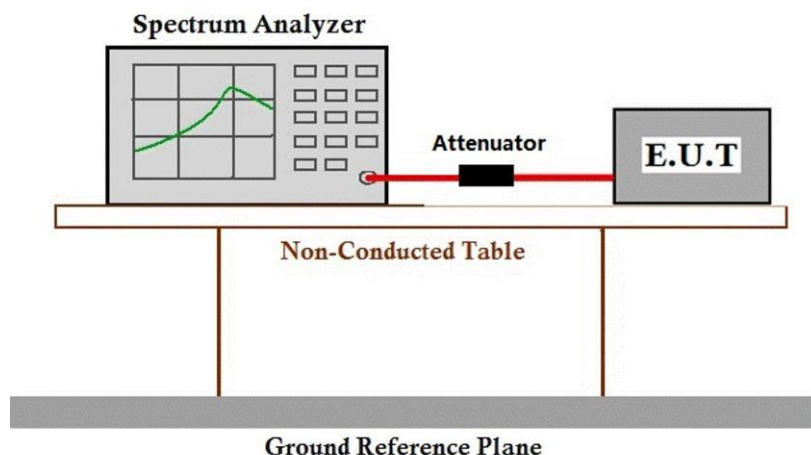 Spectrum Analyzer
Attenuator
E.U.T
Non-Conducted Table
Ground Reference Plane